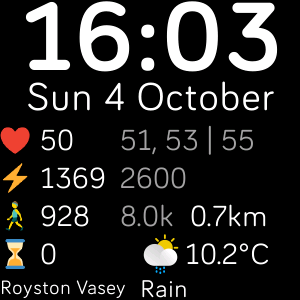 16:03
Sun 4 October
50 51, 53 | 55
1369 2600
928 8.0k 0.7km
0 10.2°C
Royston Vasey Rain